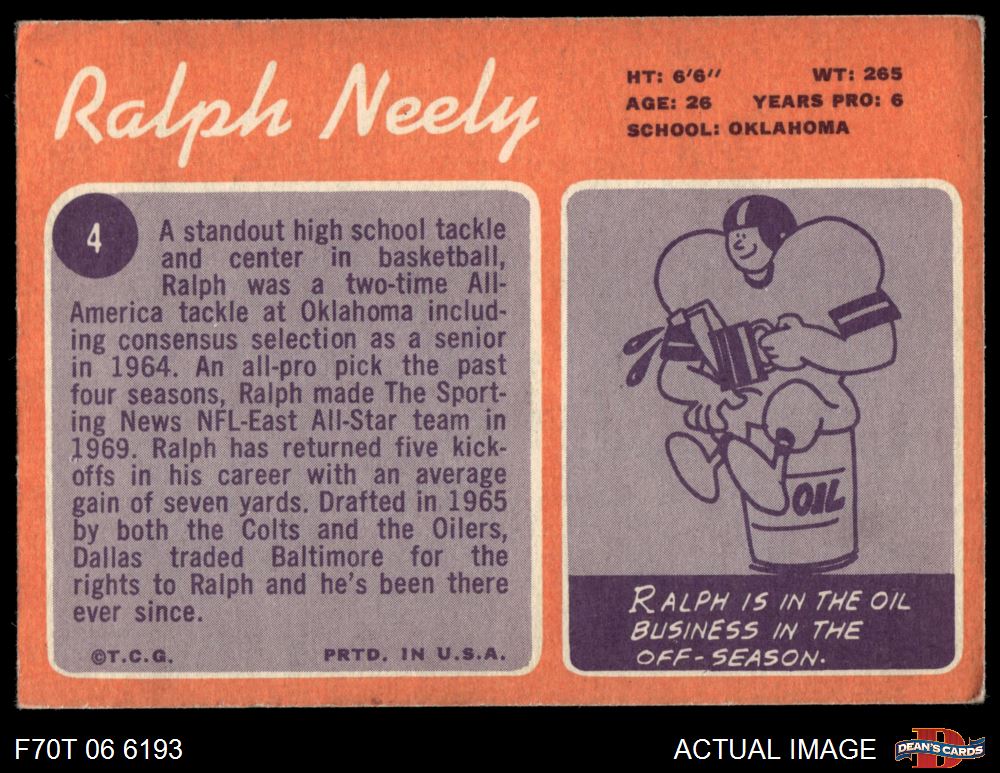 Ralph Neely
HT: 6'6" WT: 265
AGE: 26 YEARS PRO: 6
SCHOOL: OKLAHOMA
4
A standout high school tackle
and center in basketball,
Ralph was a two-time All-
America tackle at Oklahoma includ-
ing consensus selection as a senior
in 1964. An all-pro pick the past
four seasons, Ralph made The Sport-
ing News NFL-East All-Star team in
1969. Ralph has returned five kick-
offs in his career with an average
gain of seven yards. Drafted in 1965
by both the Colts and the Oilers,
Dallas traded Baltimore for the
rights to Ralph and he's been there
ever since.
©T.C.G. PRTD. IN U.S.A.
OIL
RALPH IS IN THE OIL
BUSINESS IN THE
OFF-SEASON.
F70T 06 6193
ACTUAL IMAGE
D
DEAN'S CARDS